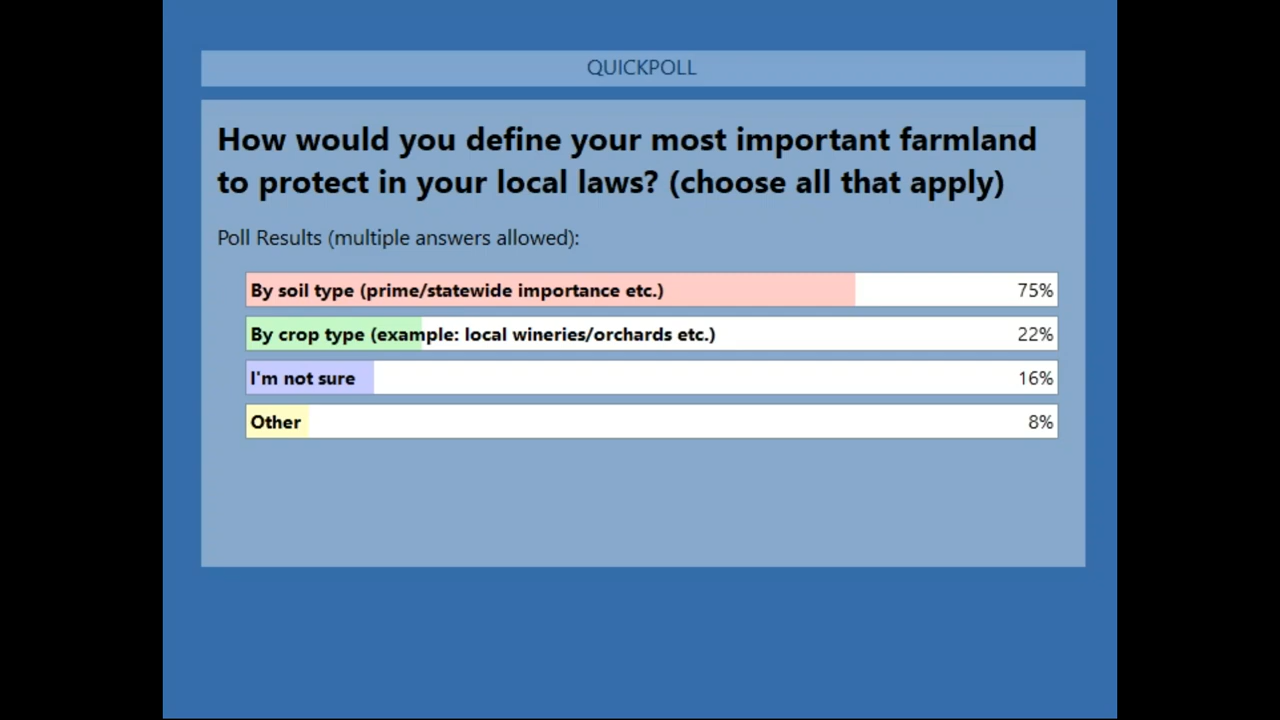 QUICKPOLL
How would you define your most important farmland
to protect in your local laws? (choose all that apply)
Poll Results (multiple answers allowed):
By soil type (prime/statewide importance etc.) 75%
By crop type (example: local wineries/orchards etc.) 22%
I'm not sure 16%
Other 8%